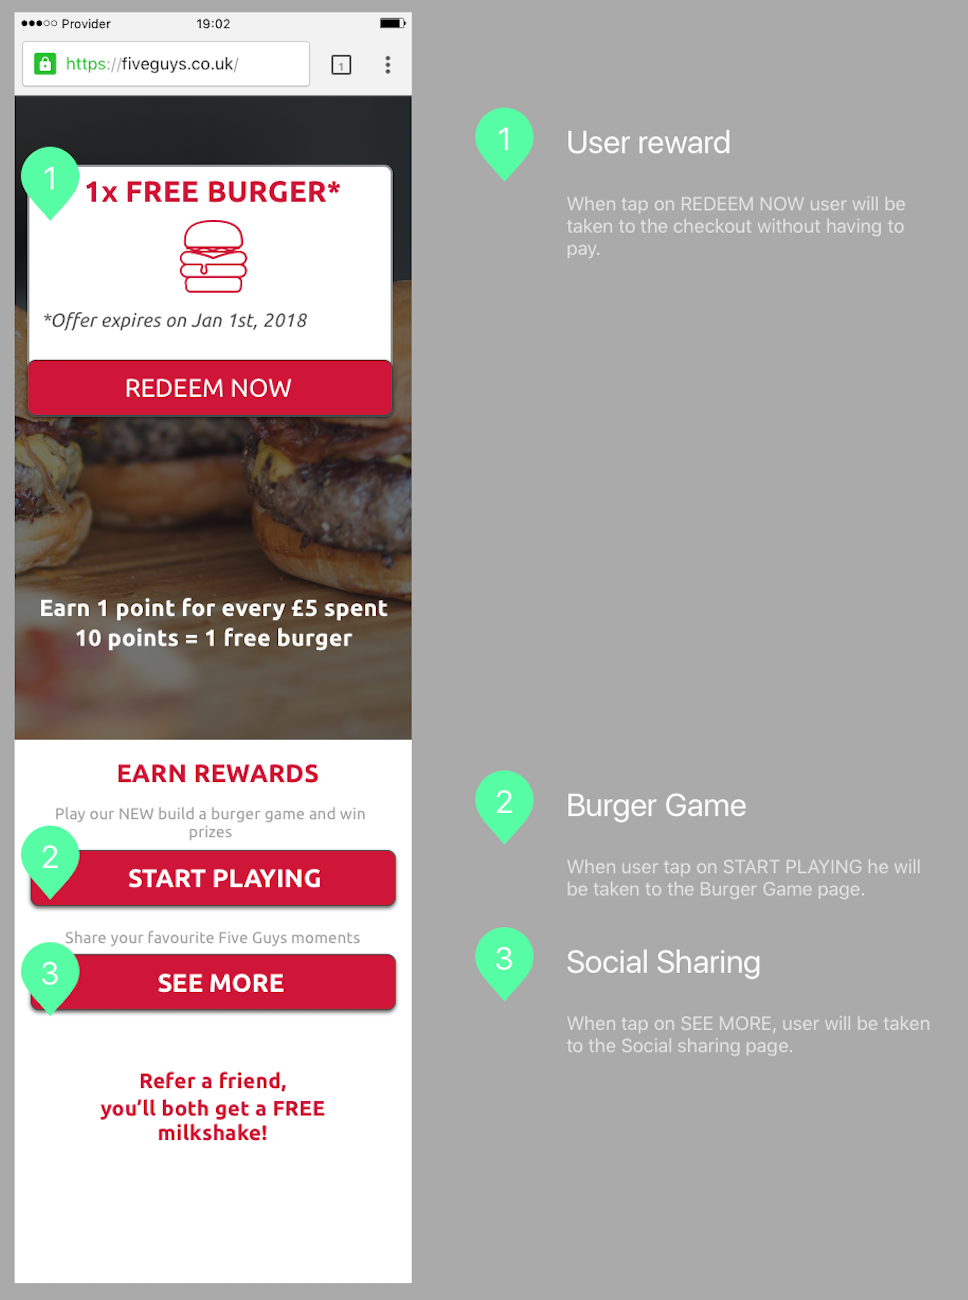 Provider
19:02
https://fiveguys.co.uk/
1
1
1x FREE BURGER*
*Offer expires on Jan 1st, 2018
REDEEM NOW
Earn 1 point for every £5 spent
10 points = 1 free burger
EARN REWARDS
Play our NEW build a burger game and win
prizes
2
START PLAYING
Share your favourite Five Guys moments
3
SEE MORE
Refer a friend,
you'll both get a FREE
milkshake!
1
User reward
When tap on REDEEM NOW user will be
taken to the checkout without having to
pay.
2
Burger Game
When user tap on START PLAYING he will
be taken to the Burger Game page.
3
Social Sharing
When tap on SEE MORE, user will be taken
to the Social sharing page.